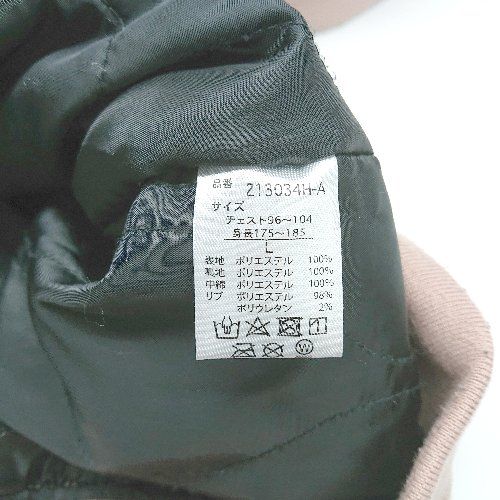 品番 213034H-A
サイズ
チェスト96～104
身長175～185
L
表地 ポリエステル 100%
裏地 ポリエステル 100%
中綿 ポリエステル 100%
リブ ポリエステル 98%
ポリウレタン 2%
W